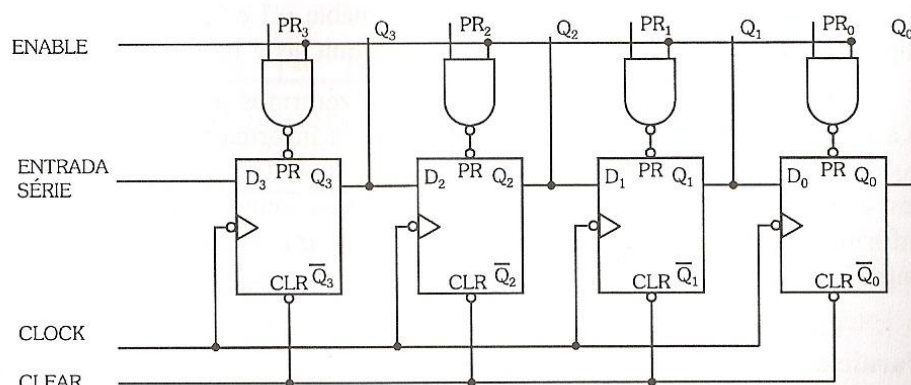 PR₃ Q₃ PR₂ Q₂ PR₁ Q₁ PR₀ Q₀
ENABLE
ENTRADA
SÉRIE
D₃ PR Q₃ D₂ PR Q₂ D₁ PR Q₁ D₀ PR Q₀
CLR Q̅₃ CLR Q̅₂ CLR Q̅₁ CLR Q̅₀
CLOCK
CLEAR